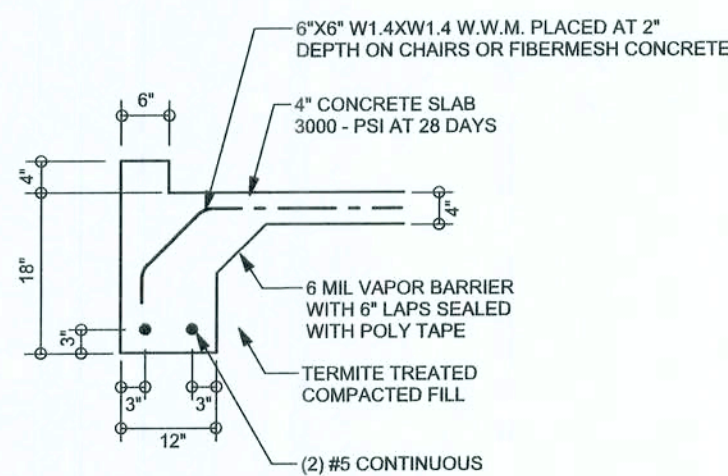 6"X6" W1.4XW1.4 W.W.M. PLACED AT 2"
DEPTH ON CHAIRS OR FIBERMESH CONCRETE
6"
4" CONCRETE SLAB
3000 - PSI AT 28 DAYS
4"
4"
18"
6 MIL VAPOR BARRIER
WITH 6" LAPS SEALED
WITH POLY TAPE
3"
TERMITE TREATED
COMPACTED FILL
3"
3"
12"
(2) #5 CONTINUOUS